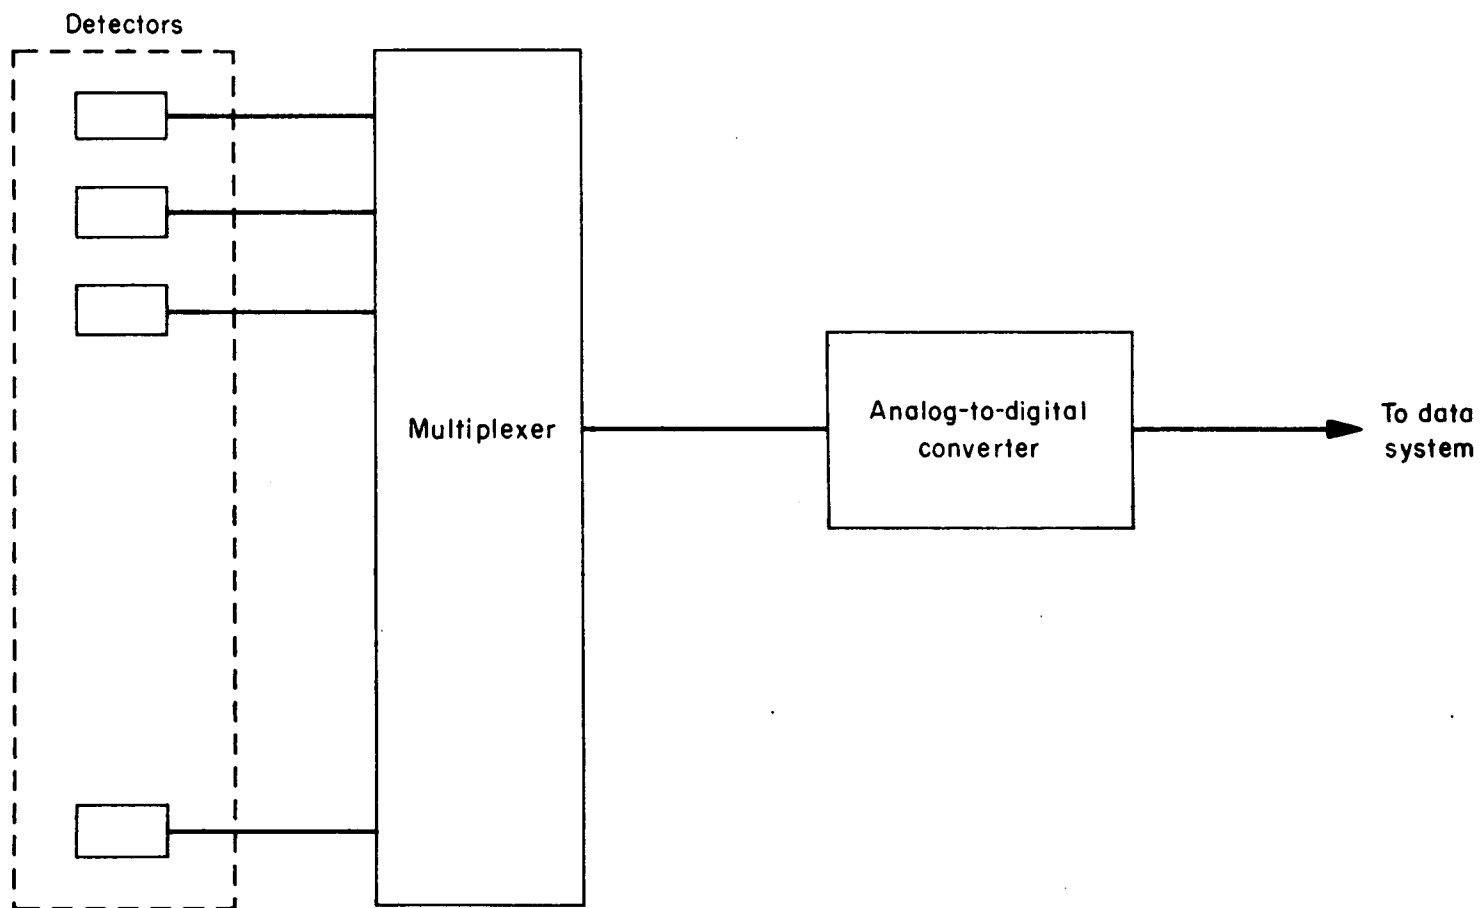 Detectors
Multiplexer
Analog-to-digital
converter
To data
system